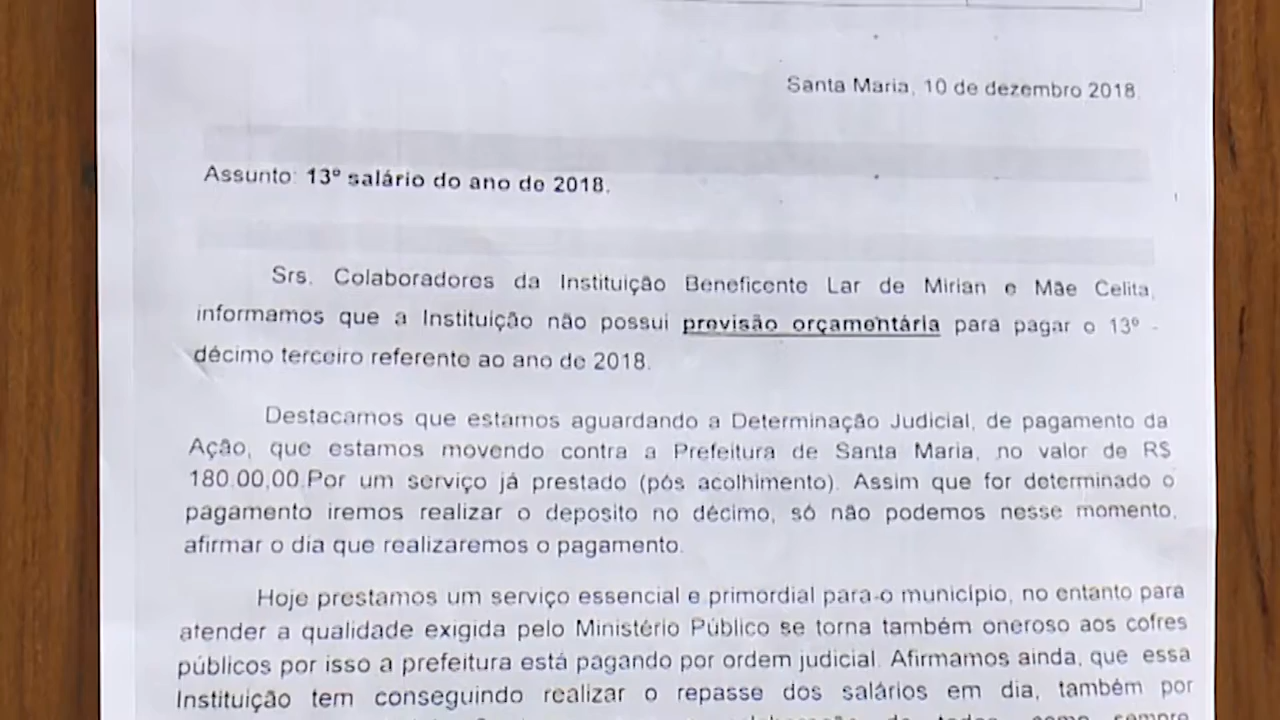 Santa Maria, 10 de dezembro 2018.
Assunto: 13º salário do ano de 2018.
Srs. Colaboradores da Instituição Beneficente Lar de Mirian e Mãe Celita,
informamos que a Instituição não possui previsão orçamentária para pagar o 13º -
décimo terceiro referente ao ano de 2018.
Destacamos que estamos aguardando a Determinação Judicial, de pagamento da
Ação, que estamos movendo contra a Prefeitura de Santa Maria, no valor de R$
180.00,00.Por um serviço já prestado (pós acolhimento). Assim que for determinado o
pagamento iremos realizar o deposito no décimo, só não podemos nesse momento,
afirmar o dia que realizaremos o pagamento.
Hoje prestamos um serviço essencial e primordial para o município, no entanto para
atender a qualidade exigida pelo Ministério Público se torna também oneroso aos cofres
públicos por isso a prefeitura está pagando por ordem judicial. Afirmamos ainda, que essa
Instituição tem conseguindo realizar o repasse dos salários em dia, também por
de todos, como sempre